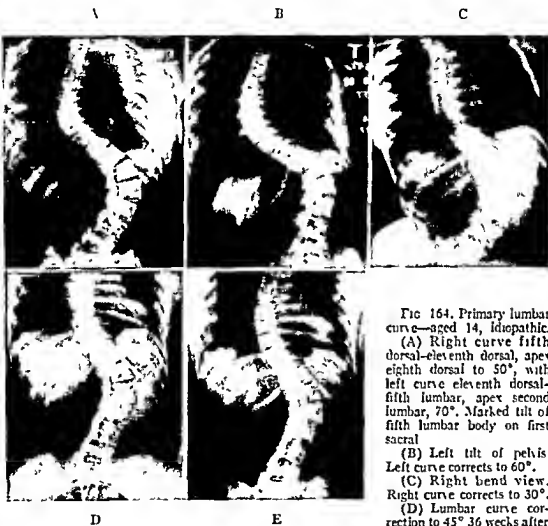 A B C
FIG 164. Primary lumbar
curve—aged 14, idiopathic.
(A) Right curve fifth
dorsal-eleventh dorsal, apex
eighth dorsal to 50°, with
left curve eleventh dorsal-
fifth lumbar, apex second
lumbar, 70°. Marked tilt of
fifth lumbar body on first
sacral
(B) Left tilt of pelvis
Left curve corrects to 60°.
(C) Right bend view.
Right curve corrects to 30°.
(D) Lumbar curve cor-
rection to 45° 36 weeks after
D E